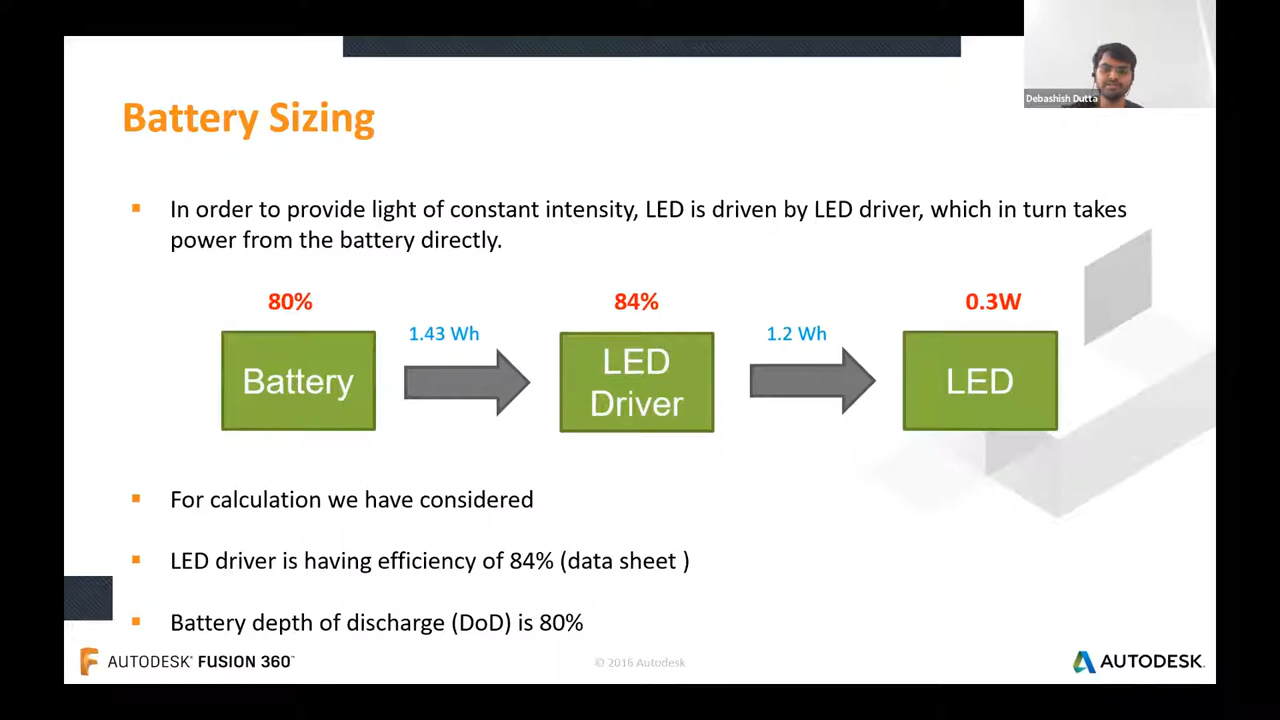 Debashish Dutta
Battery Sizing
In order to provide light of constant intensity, LED is driven by LED driver, which in turn takes
power from the battery directly.
80%
84%
0.3W
1.43 Wh
1.2 Wh
Battery
LED
Driver
LED
For calculation we have considered
LED driver is having efficiency of 84% (data sheet )
Battery depth of discharge (DoD) is 80%
AUTODESK® FUSION 360™
© 2016 Autodesk
AUTODESK.